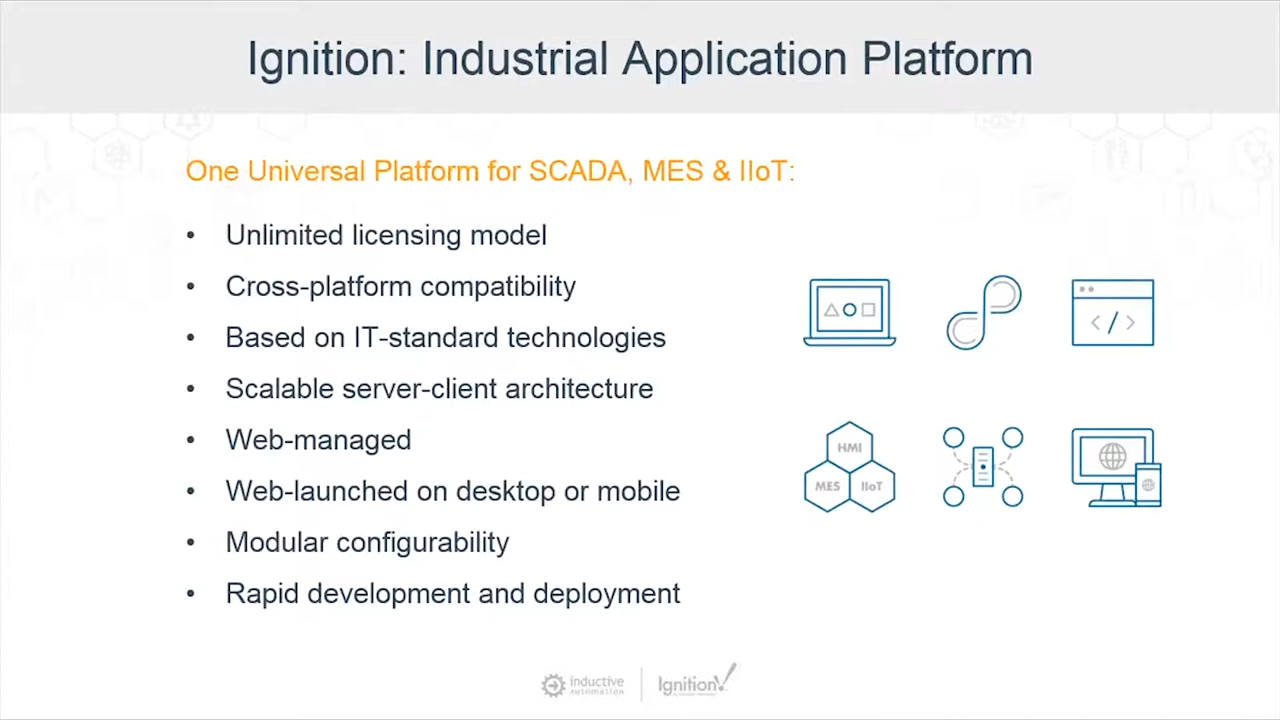 Ignition: Industrial Application Platform
One Universal Platform for SCADA, MES & IIoT:
• Unlimited licensing model
• Cross-platform compatibility
• Based on IT-standard technologies
• Scalable server-client architecture
• Web-managed
• Web-launched on desktop or mobile
• Modular configurability
• Rapid development and deployment
</>
HMI
MES IIoT
inductive
automation
Ignition!